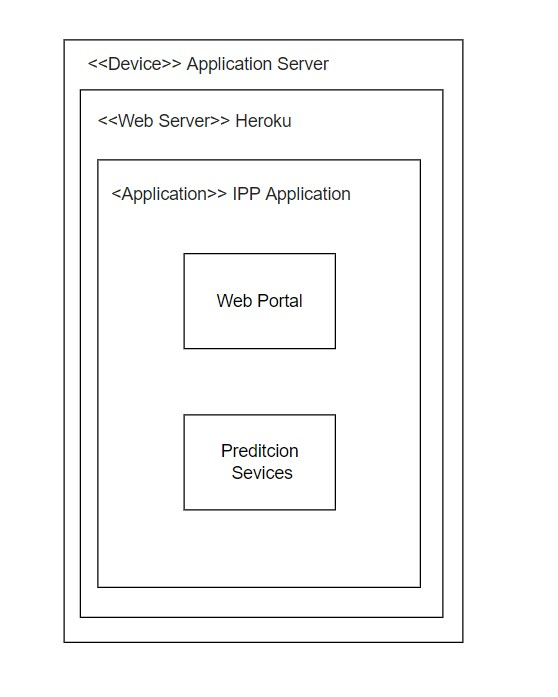 <<Device>> Application Server
<<Web Server>> Heroku
<Application>> IPP Application
Web Portal
Preditcion
Sevices